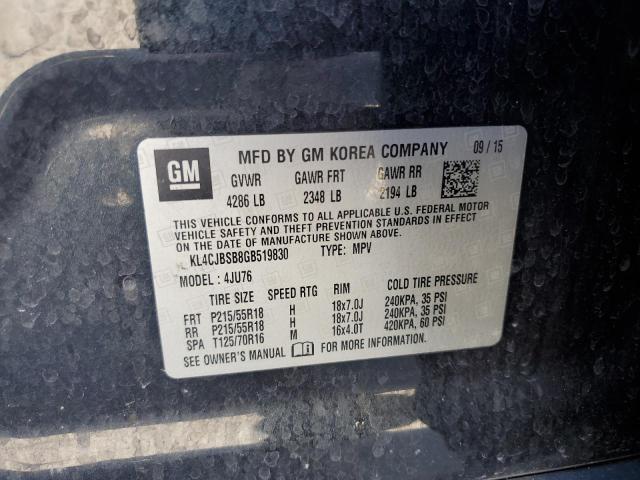 GM MFD BY GM KOREA COMPANY 09/15
GVWR GAWR FRT GAWR RR
4286 LB 2348 LB 2194 LB
THIS VEHICLE CONFORMS TO ALL APPLICABLE U.S. FEDERAL MOTOR
VEHICLE SAFETY AND THEFT PREVENTION STANDARDS IN EFFECT
ON THE DATE OF MANUFACTURE SHOWN ABOVE.
KL4CJBSB8GB519830 TYPE: MPV
MODEL: 4JU76
TIRE SIZE SPEED RTG RIM COLD TIRE PRESSURE
FRT P215/55R18 H 18x7.0J 240KPA, 35 PSI
RR P215/55R18 H 18x7.0J 240KPA, 35 PSI
SPA T125/70R16 M 16x4.0T 420KPA, 60 PSI
SEE OWNER'S MANUAL FOR MORE INFORMATION.